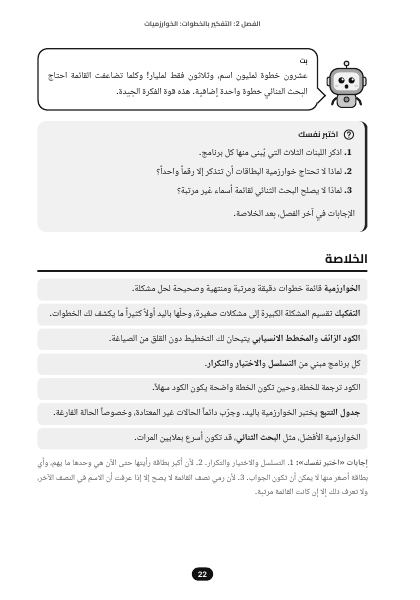 الفصل 2: التفكير بالخطوات: الخوارزميات
بِت
عشرون خطوة لمليون اسم، وثلاثون فقط لمليار! وكلما تضاعفت القائمة احتاج
البحث الثنائي خطوة واحدة إضافية. هذه قوة الفكرة الجيدة.
اختبر نفسك
1. اذكر اللبنات الثلاث التي يُبنى منها كل برنامج.
2. لماذا لا تحتاج خوارزمية البطاقات أن تتذكر إلا رقماً واحداً؟
3. لماذا لا يصلح البحث الثنائي لقائمة أسماء غير مرتبة؟
الإجابات في آخر الفصل، بعد الخلاصة.
الخلاصة
الخوارزمية قائمة خطوات دقيقة ومرتبة ومنتهية وصحيحة لحل مشكلة.
التفكيك تقسيم المشكلة الكبيرة إلى مشكلات صغيرة، وحلّها باليد أولاً كثيراً ما يكشف لك الخطوات.
الكود الزائف والمخطط الانسيابي يتيحان لك التخطيط دون القلق من الصياغة.
كل برنامج مبني من التسلسل والاختيار والتكرار.
الكود ترجمة للخطة، وحين تكون الخطة واضحة يكون الكود سهلاً.
جدول التتبع يختبر الخوارزمية باليد. وجرّب دائماً الحالات غير المعتادة، وخصوصاً الحالة الفارغة.
الخوارزمية الأفضل، مثل البحث الثنائي، قد تكون أسرع بملايين المرات.
إجابات «اختبر نفسك»: 1. التسلسل والاختيار والتكرار. 2. لأن أكبر بطاقة رأيتها حتى الآن هي وحدها ما يهم، وأي
بطاقة أصغر منها لا يمكن أن تكون الجواب. 3. لأن رمي نصف القائمة لا يصح إلا إذا عرفت أن الاسم في النصف الآخر،
ولا تعرف ذلك إلا إن كانت القائمة مرتبة.
22